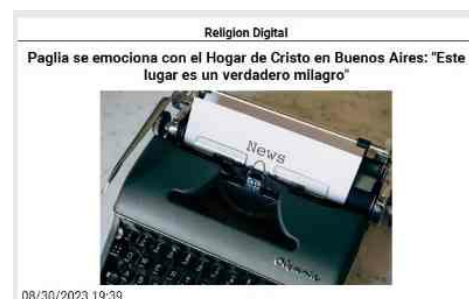 Religion Digital
Paglia se emociona con el Hogar de Cristo en Buenos Aires: "Este
lugar es un verdadero milagro"
News
Olympia
08/30/2023 19:39